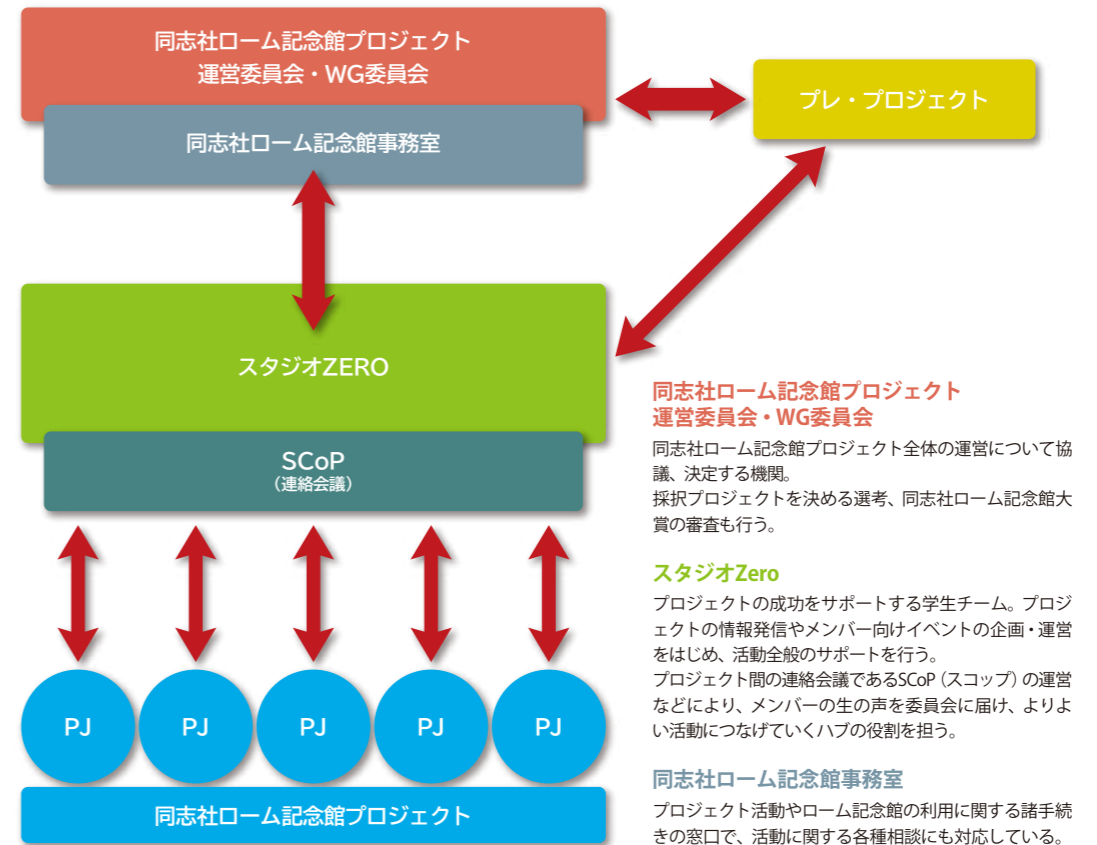 同志社ローム記念館プロジェクト
運営委員会・WG委員会
同志社ローム記念館事務室
プレ・プロジェクト
スタジオZERO
SCoP
（連絡会議）
PJ
PJ
PJ
PJ
PJ
同志社ローム記念館プロジェクト
同志社ローム記念館プロジェクト
運営委員会・WG委員会
同志社ローム記念館プロジェクト全体の運営について協
議、決定する機関。
採択プロジェクトを決める選考、同志社ローム記念館大
賞の審査も行う。
スタジオZero
プロジェクトの成功をサポートする学生チーム。プロジ
ェクトの情報発信やメンバー向けイベントの企画・運営
をはじめ、活動全般のサポートを行う。
プロジェクト間の連絡会議であるSCoP（スコップ）の運営
などにより、メンバーの生の声を委員会に届け、よりよ
い活動につなげていくハブの役割を担う。
同志社ローム記念館事務室
プロジェクト活動やローム記念館の利用に関する諸手続
きの窓口で、活動に関する各種相談にも対応している。